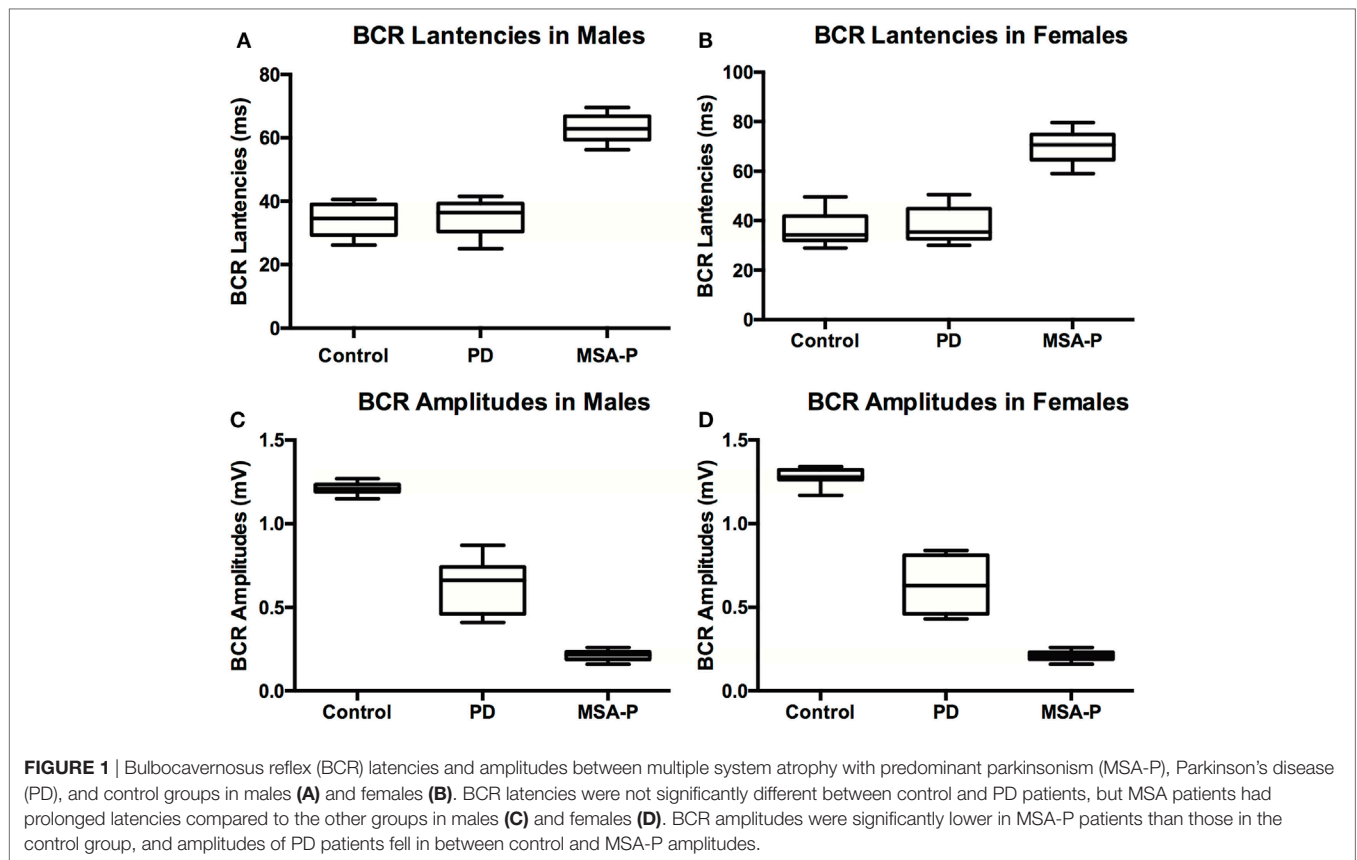 A
BCR Lantencies in Males
BCR Lantencies (ms)
80
60
40
20
0
Control PD MSA-P
B
BCR Lantencies in Females
BCR Lantencies (ms)
100
80
60
40
20
0
Control PD MSA-P
C
BCR Amplitudes in Males
BCR Amplitudes (mV)
1.5
1.0
0.5
0.0
Control PD MSA-P
D
BCR Amplitudes in Females
BCR Amplitudes (mV)
1.5
1.0
0.5
0.0
Control PD MSA-P
FIGURE 1 | Bulbocavernosus reflex (BCR) latencies and amplitudes between multiple system atrophy with predominant parkinsonism (MSA-P), Parkinson's disease
(PD), and control groups in males (A) and females (B). BCR latencies were not significantly different between control and PD patients, but MSA patients had
prolonged latencies compared to the other groups in males (C) and females (D). BCR amplitudes were significantly lower in MSA-P patients than those in the
control group, and amplitudes of PD patients fell in between control and MSA-P amplitudes.